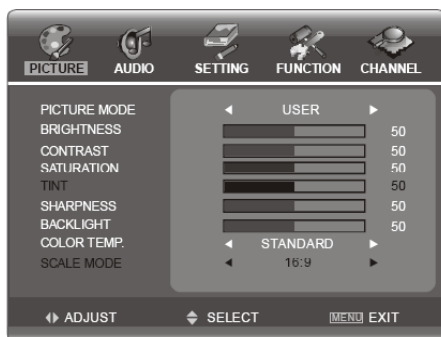 PICTURE AUDIO SETTING FUNCTION CHANNEL
PICTURE MODE USER
BRIGHTNESS 50
CONTRAST 50
SATURATION 50
TINT 50
SHARPNESS 50
BACKLIGHT 50
COLOR TEMP. STANDARD
SCALE MODE 16:9
ADJUST SELECT MENU EXIT